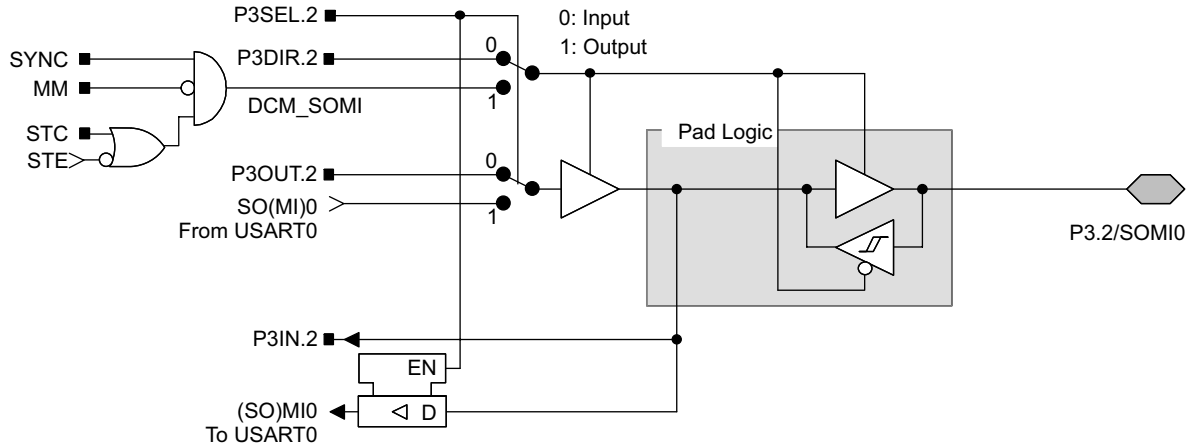 P3SEL.2
0: Input
1: Output
SYNC
P3DIR.2
0
MM
1
DCM_SOMI
STC
STE
Pad Logic
P3OUT.2
0
SO(MI)0
1
From USART0
P3.2/SOMI0
P3IN.2
EN
(SO)MI0
D
To USART0